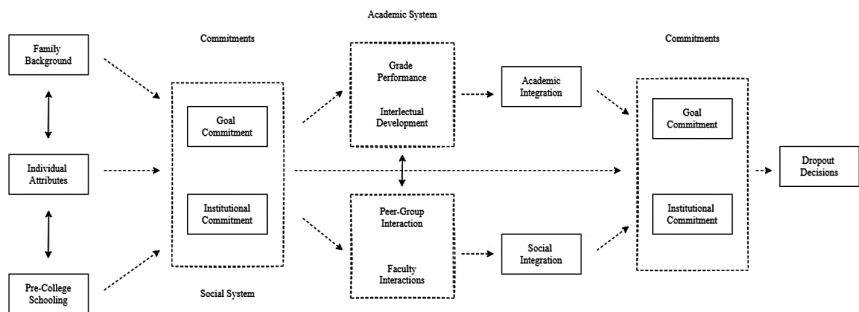 Academic System
Commitments
Commitments
Family
Background
Individual
Attributes
Pre-College
Schooling
Goal
Commitment
Institutional
Commitment
Social System
Grade
Performance
Interlectual
Development
Peer-Group
Interaction
Faculty
Interactions
Academic
Integration
Social
Integration
Goal
Commitment
Institutional
Commitment
Dropout
Decisions